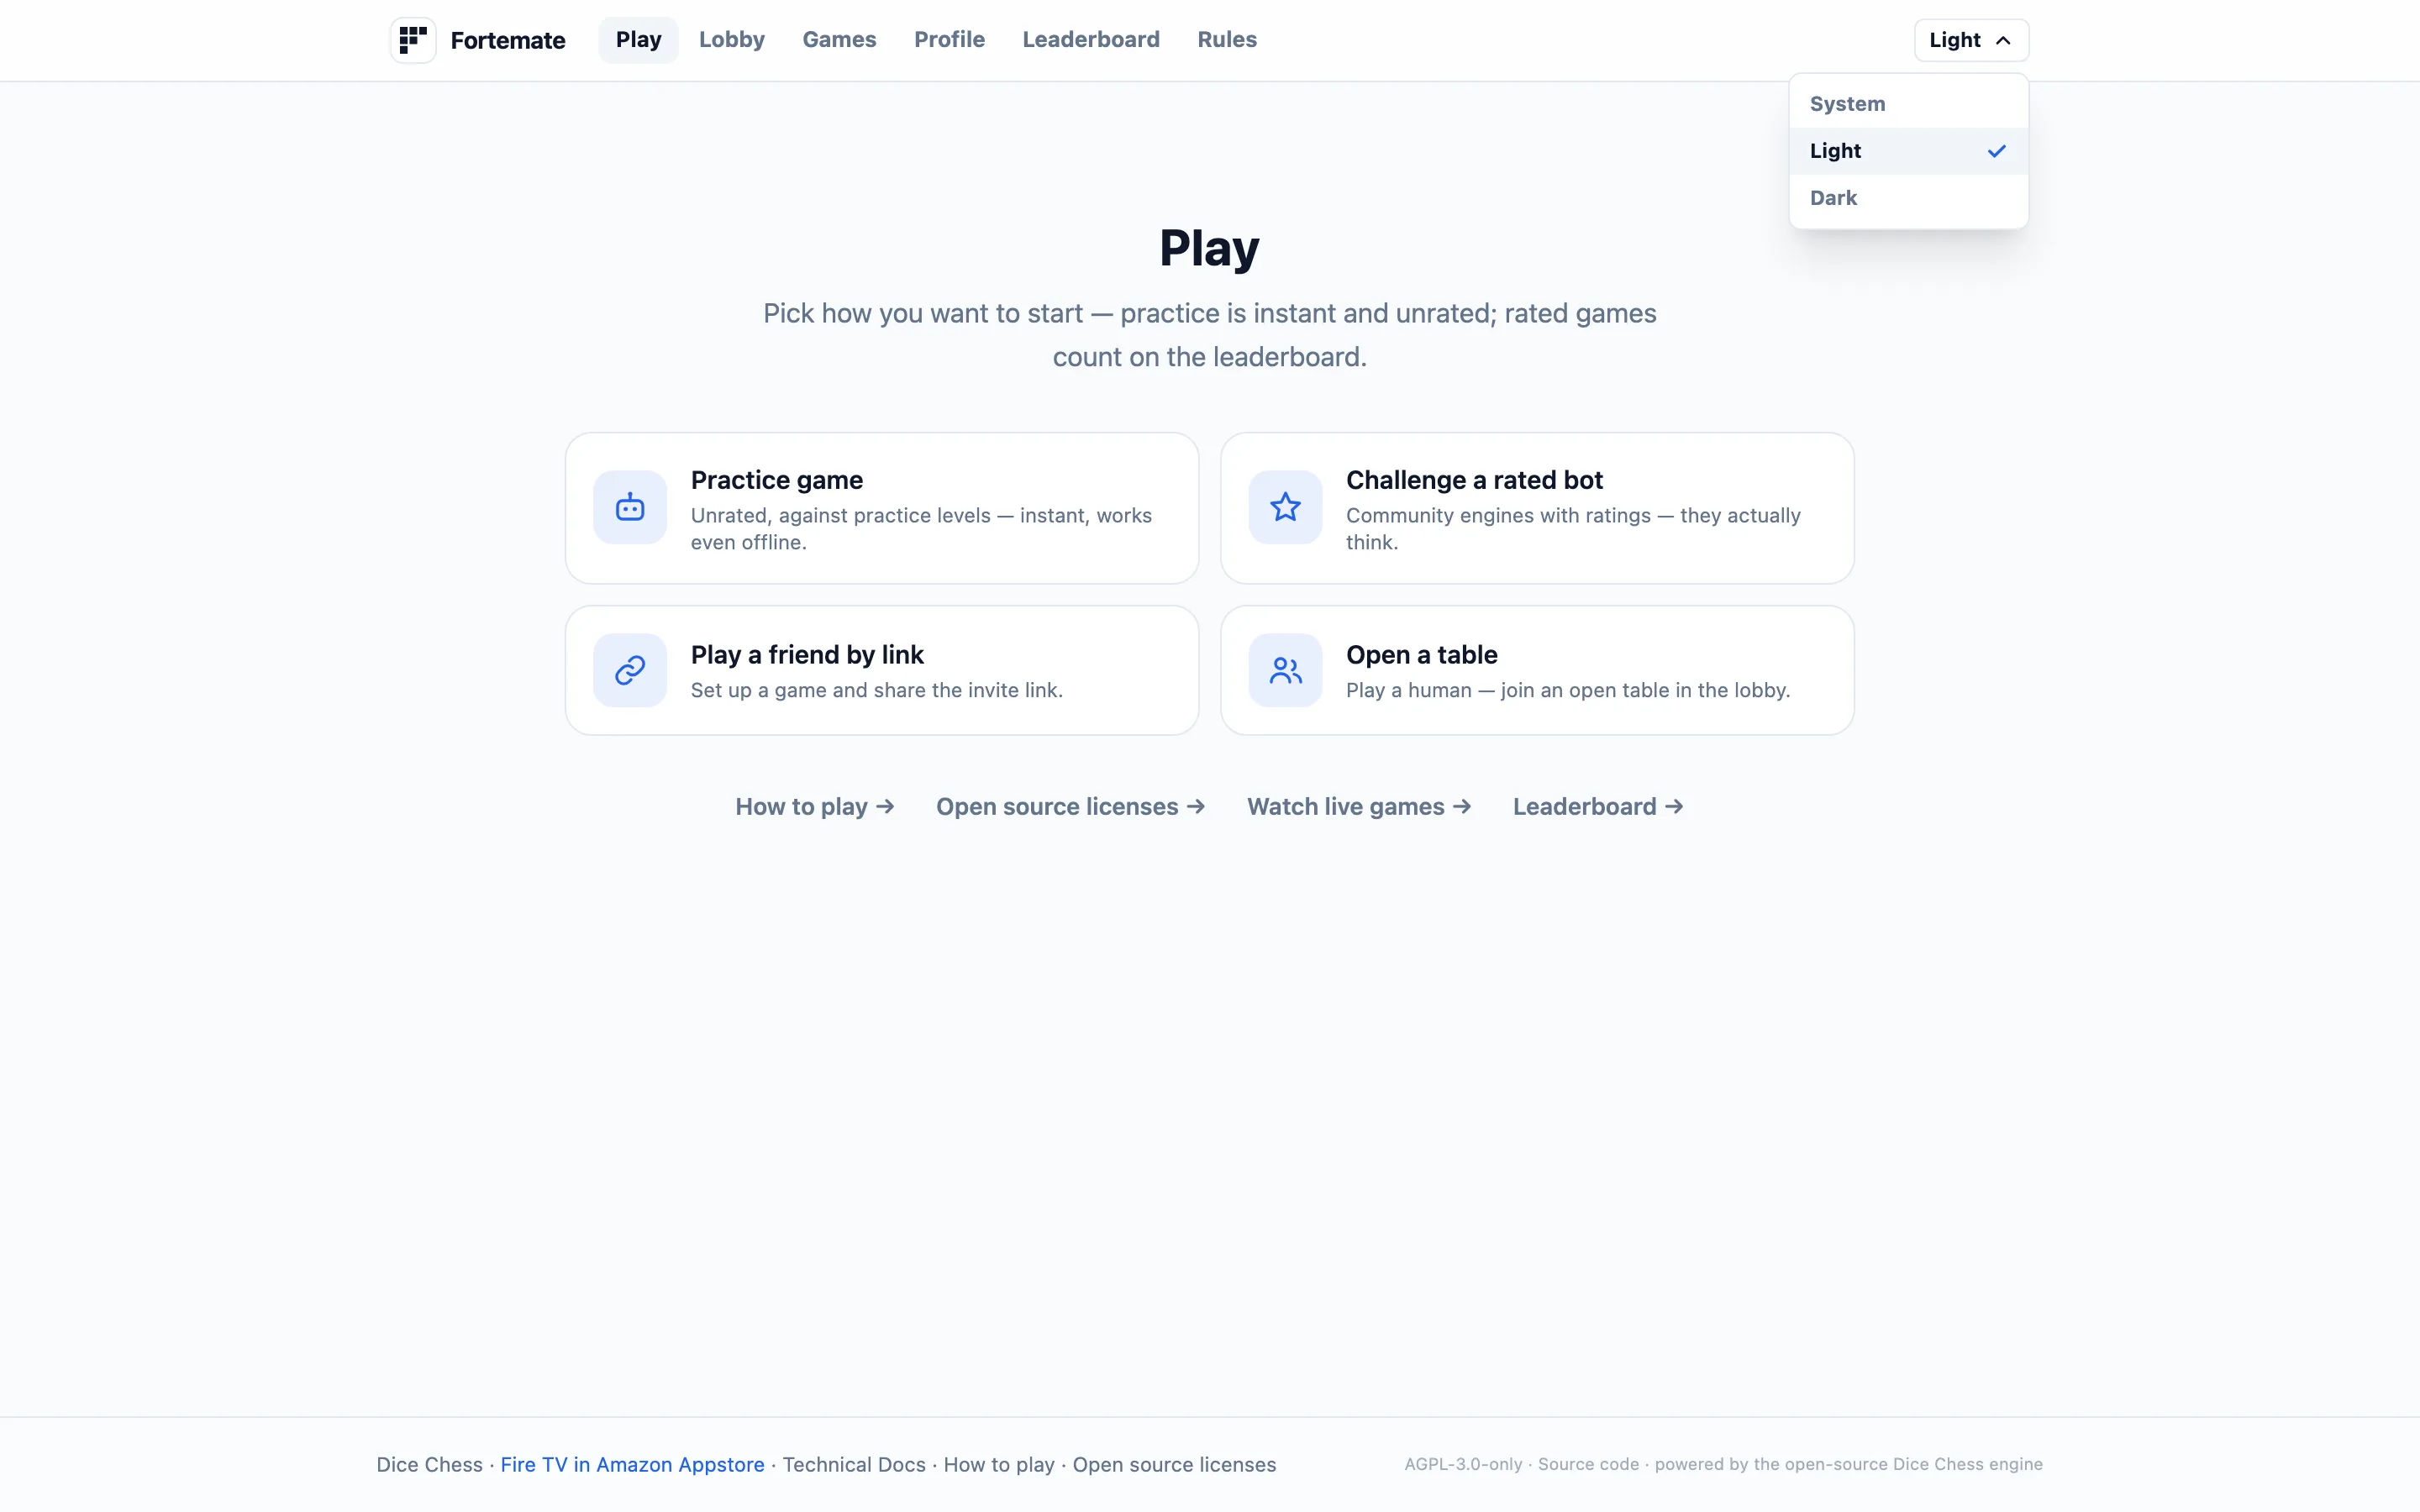 Fortemate
Play
Lobby
Games
Profile
Leaderboard
Rules
Light
System
Light
Dark
Play
Pick how you want to start — practice is instant and unrated; rated games
count on the leaderboard.
Practice game
Unrated, against practice levels — instant, works
even offline.
Challenge a rated bot
Community engines with ratings — they actually
think.
Play a friend by link
Set up a game and share the invite link.
Open a table
Play a human — join an open table in the lobby.
How to play →
Open source licenses →
Watch live games →
Leaderboard →
Dice Chess · Fire TV in Amazon Appstore · Technical Docs · How to play · Open source licenses
AGPL-3.0-only · Source code · powered by the open-source Dice Chess engine